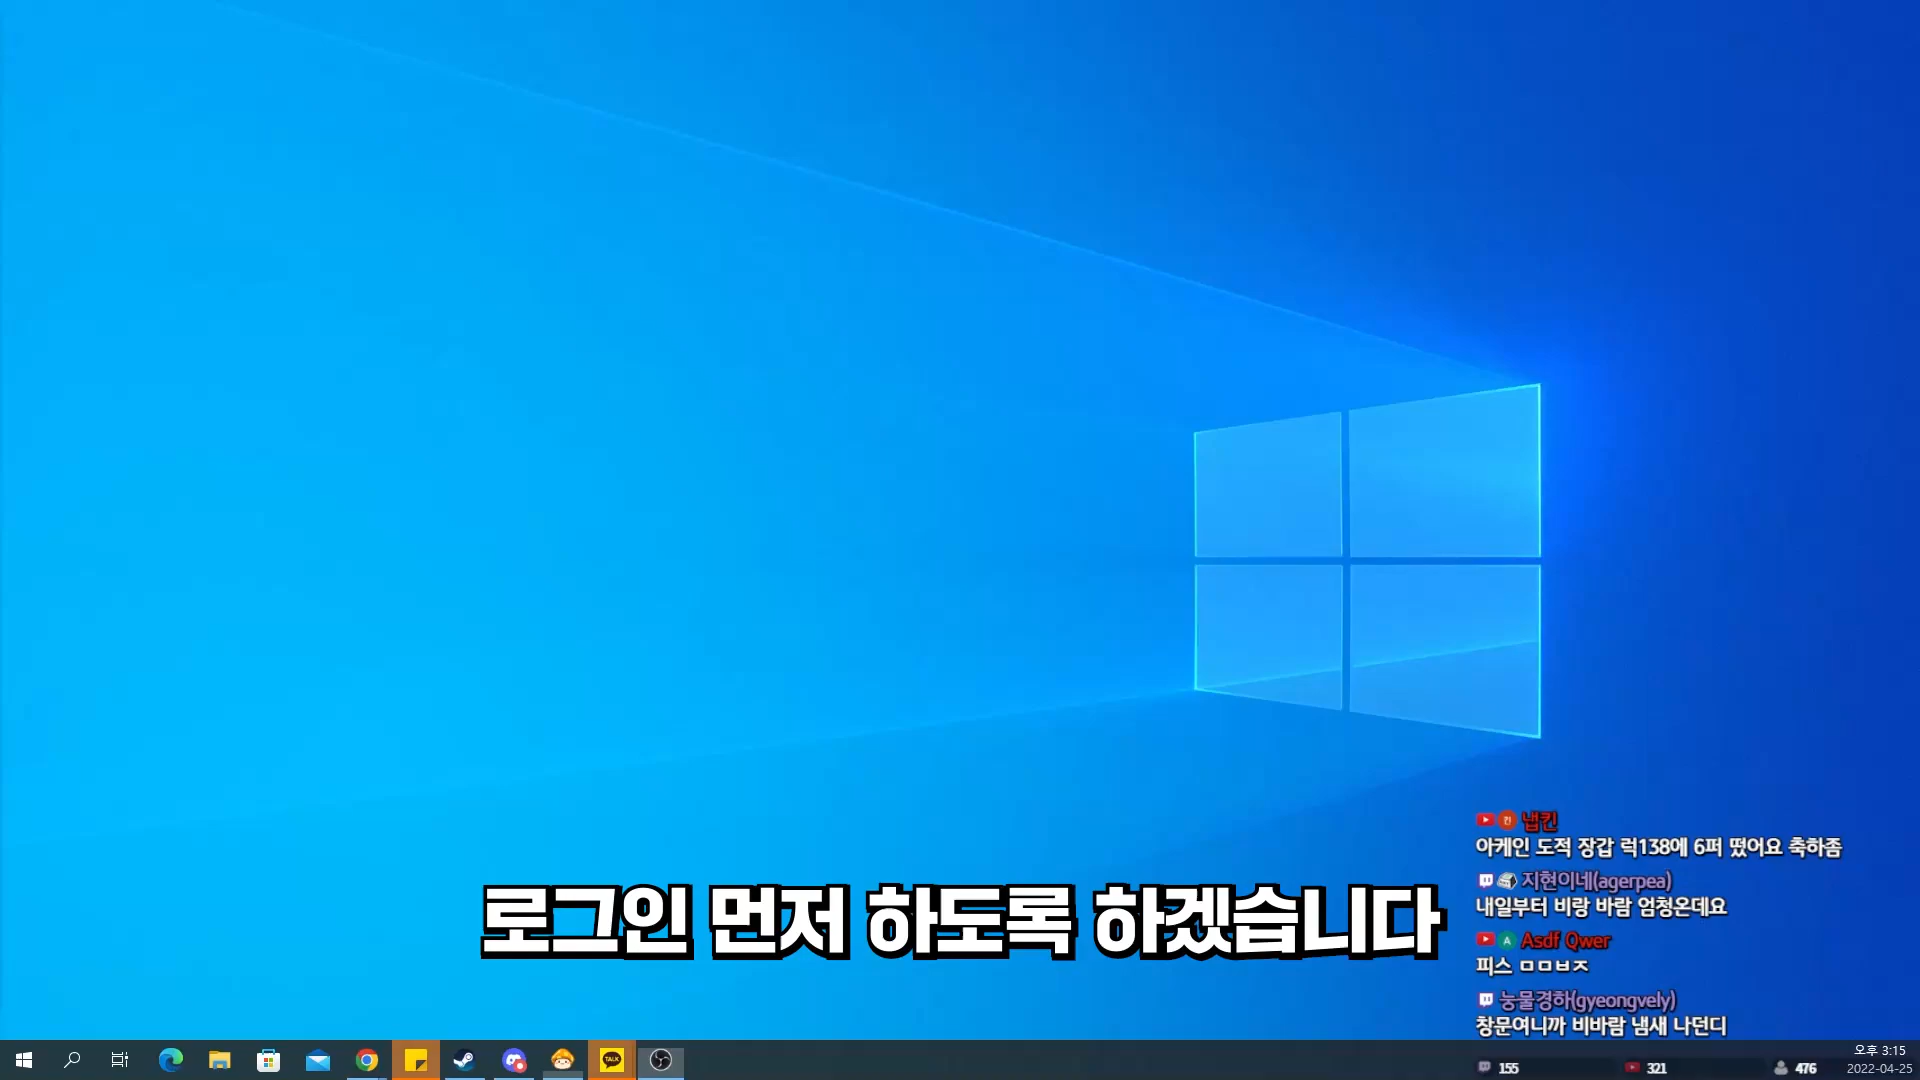 냅킨
아케인 도적 장갑 럭138에 6퍼 떴어요 축하좀
지현이네(agerpea)
내일부터 비랑 바람 엄청온데요
Asdf Qwer
피스 ㅁㅁㅂㅈ
눙물경하(gyeongvely)
창문여니까 비바람 냄새 나던디
로그인 먼저 하도록 하겠습니다
TALK
155 321 476
오후 3:15
2022-04-25